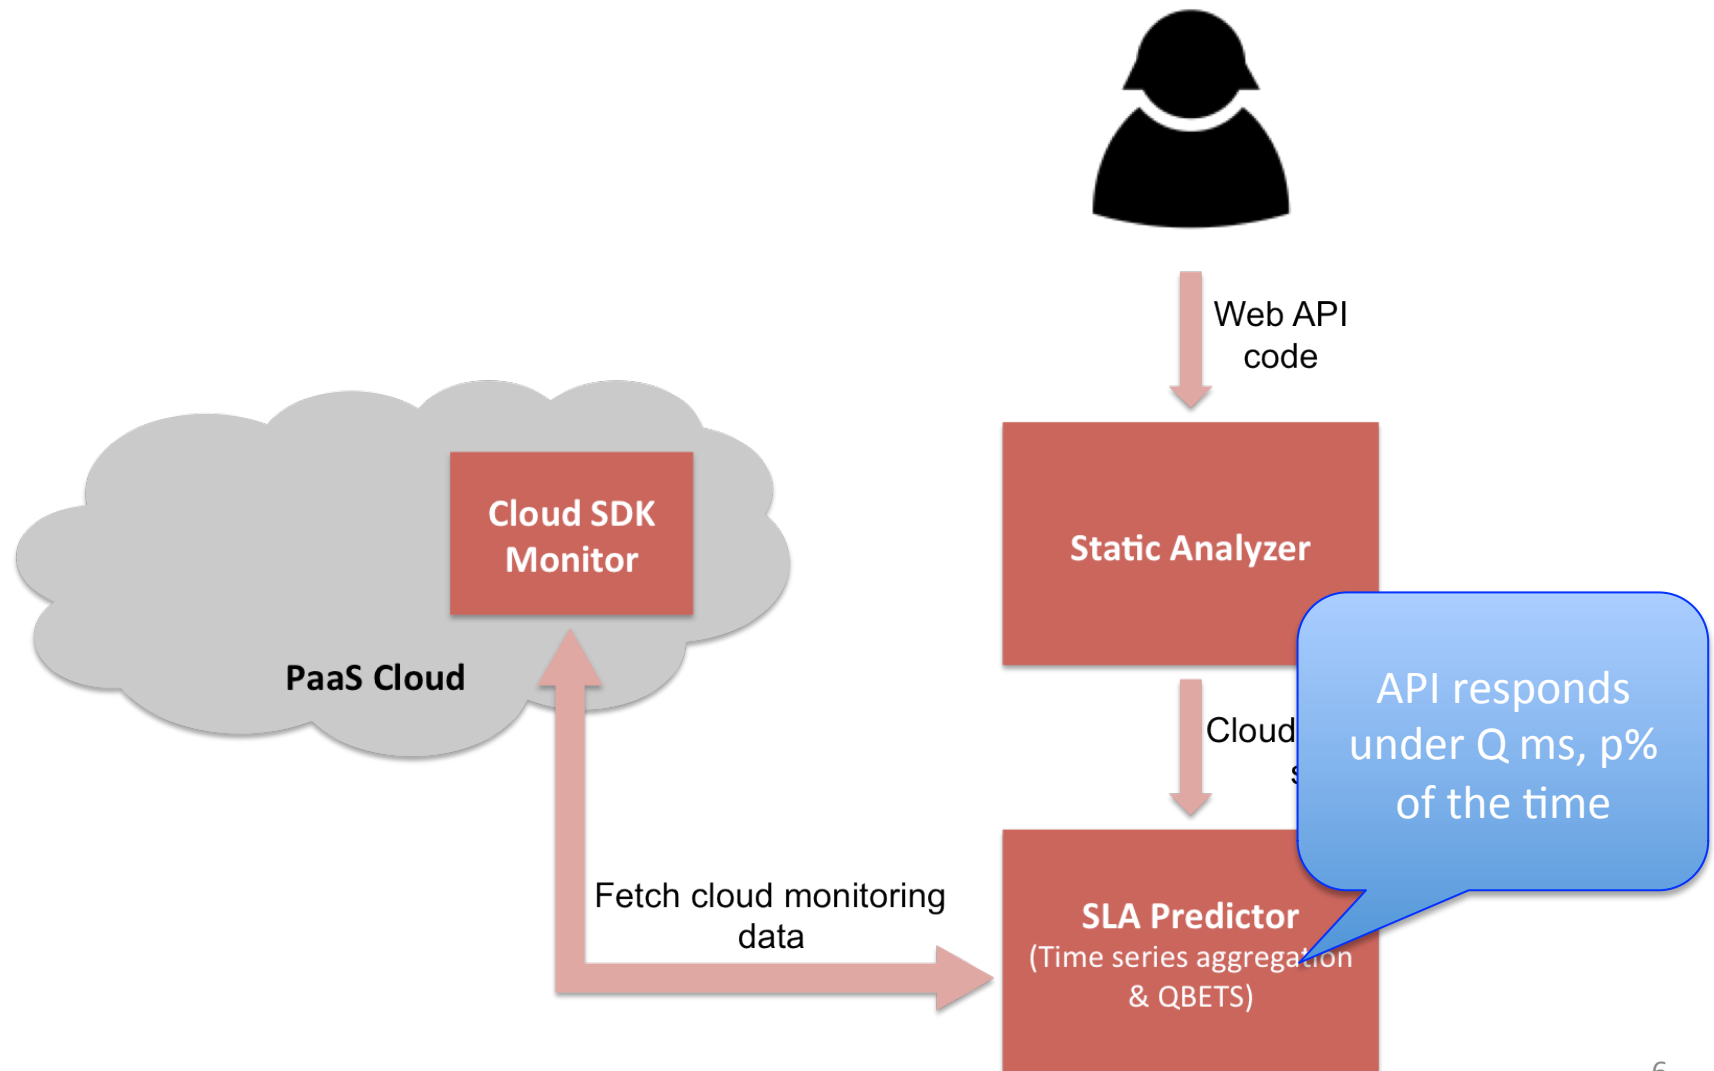 Web API
code
Cloud SDK
Monitor
Static Analyzer
PaaS Cloud
Cloud
API responds
under Q ms, p%
of the time
Fetch cloud monitoring
data
SLA Predictor
(Time series aggregation
& QBETS)
6